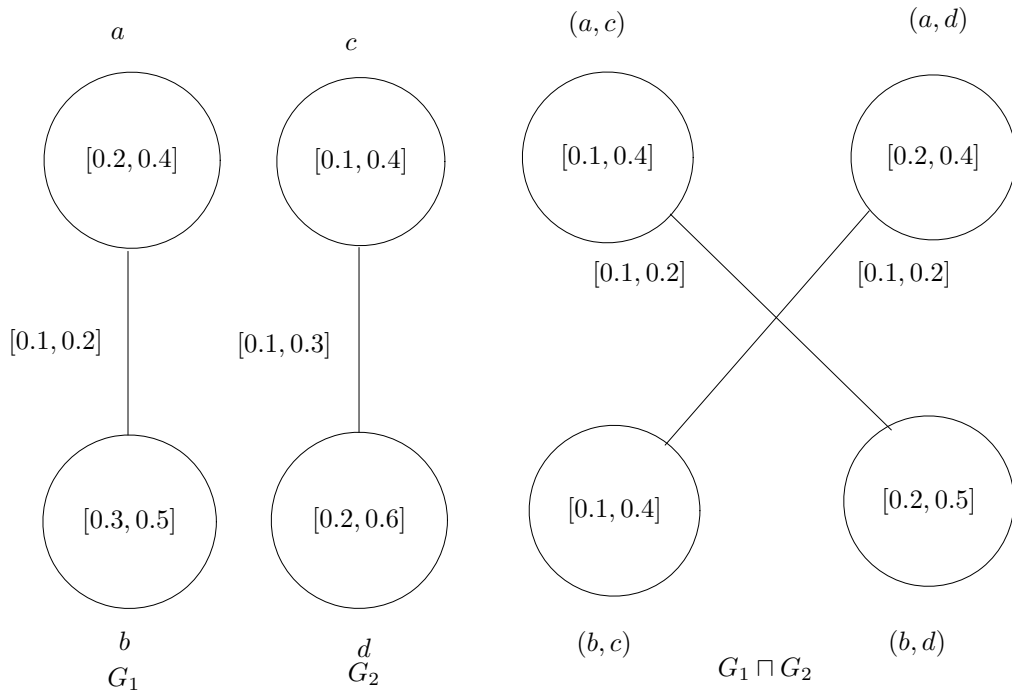 a
c
(a, c)
(a, d)
[0.2, 0.4]
[0.1, 0.4]
[0.1, 0.4]
[0.2, 0.4]
[0.1, 0.2]
[0.1, 0.2]
[0.1, 0.2]
[0.1, 0.3]
[0.3, 0.5]
[0.2, 0.6]
[0.1, 0.4]
[0.2, 0.5]
b
d
(b, c)
(b, d)
G₁
G₂
G₁ ⊓ G₂